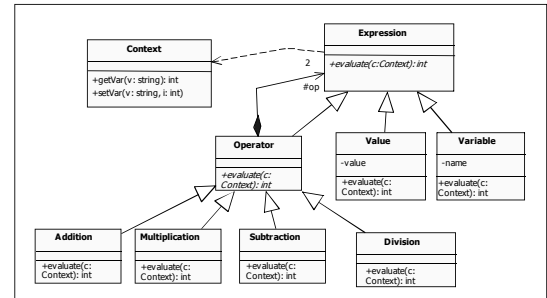 Expression
+evaluate(c:Context): int
Context
+getVar(v: string): int
+setVar(v: string, i: int)
2
#op
Operator
+evaluate(c:
Context): int
Value
-value
+evaluate(c:
Context): int
Variable
-name
+evaluate(c:
Context): int
Addition
+evaluate(c:
Context): int
Multiplication
+evaluate(c:
Context): int
Subtraction
+evaluate(c:
Context): int
Division
+evaluate(c:
Context): int